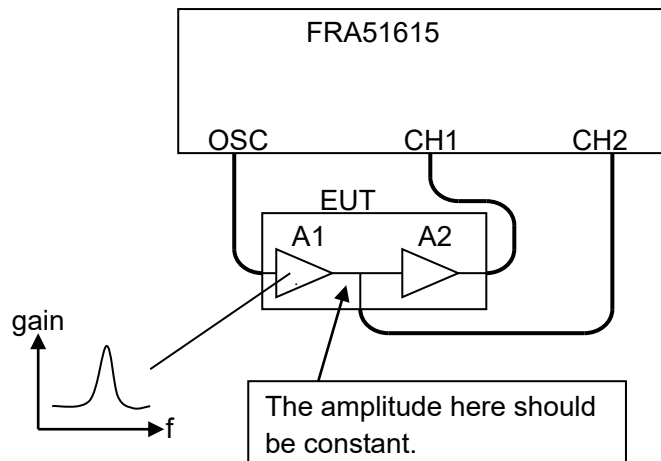 FRA51615
OSC CH1 CH2
EUT
A1 A2
gain
f
The amplitude here should
be constant.